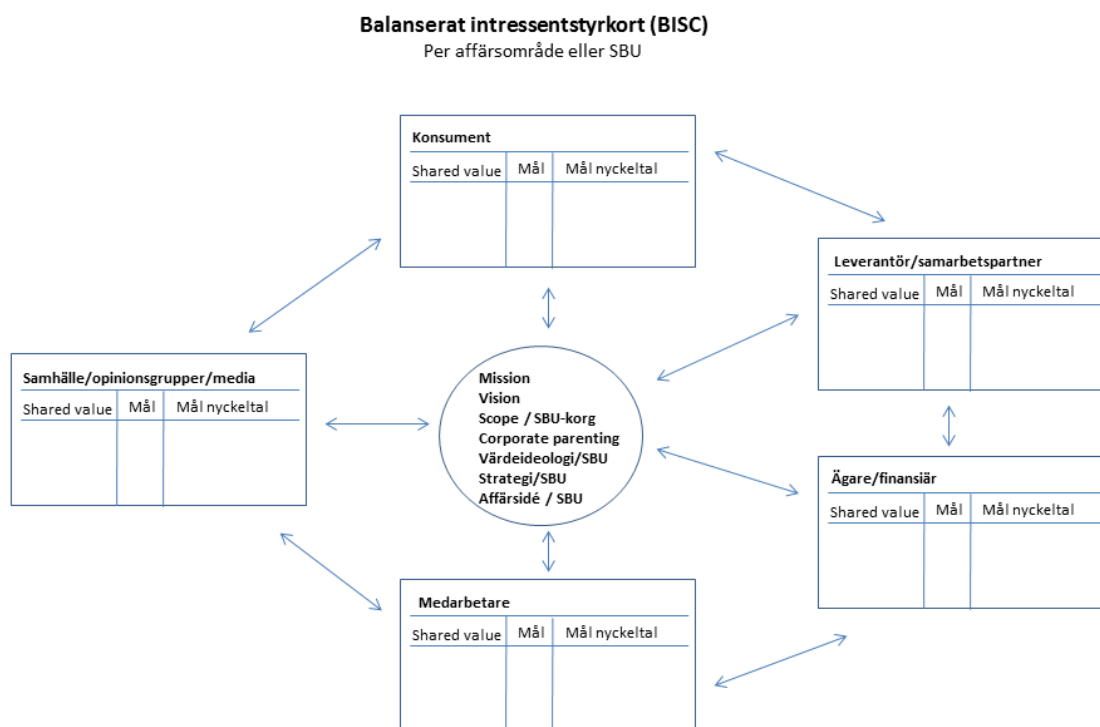 Balanserat intressentstyrkort (BISC)
Per affärsområde eller SBU
Konsument
Shared value Mål Mål nyckeltal
Leverantör/samarbetspartner
Shared value Mål Mål nyckeltal
Samhälle/opinionsgrupper/media
Shared value Mål Mål nyckeltal
Mission
Vision
Scope / SBU-korg
Corporate parenting
Värdeideologi/SBU
Strategi/SBU
Affärsidé / SBU
Ägare/finansiär
Shared value Mål Mål nyckeltal
Medarbetare
Shared value Mål Mål nyckeltal